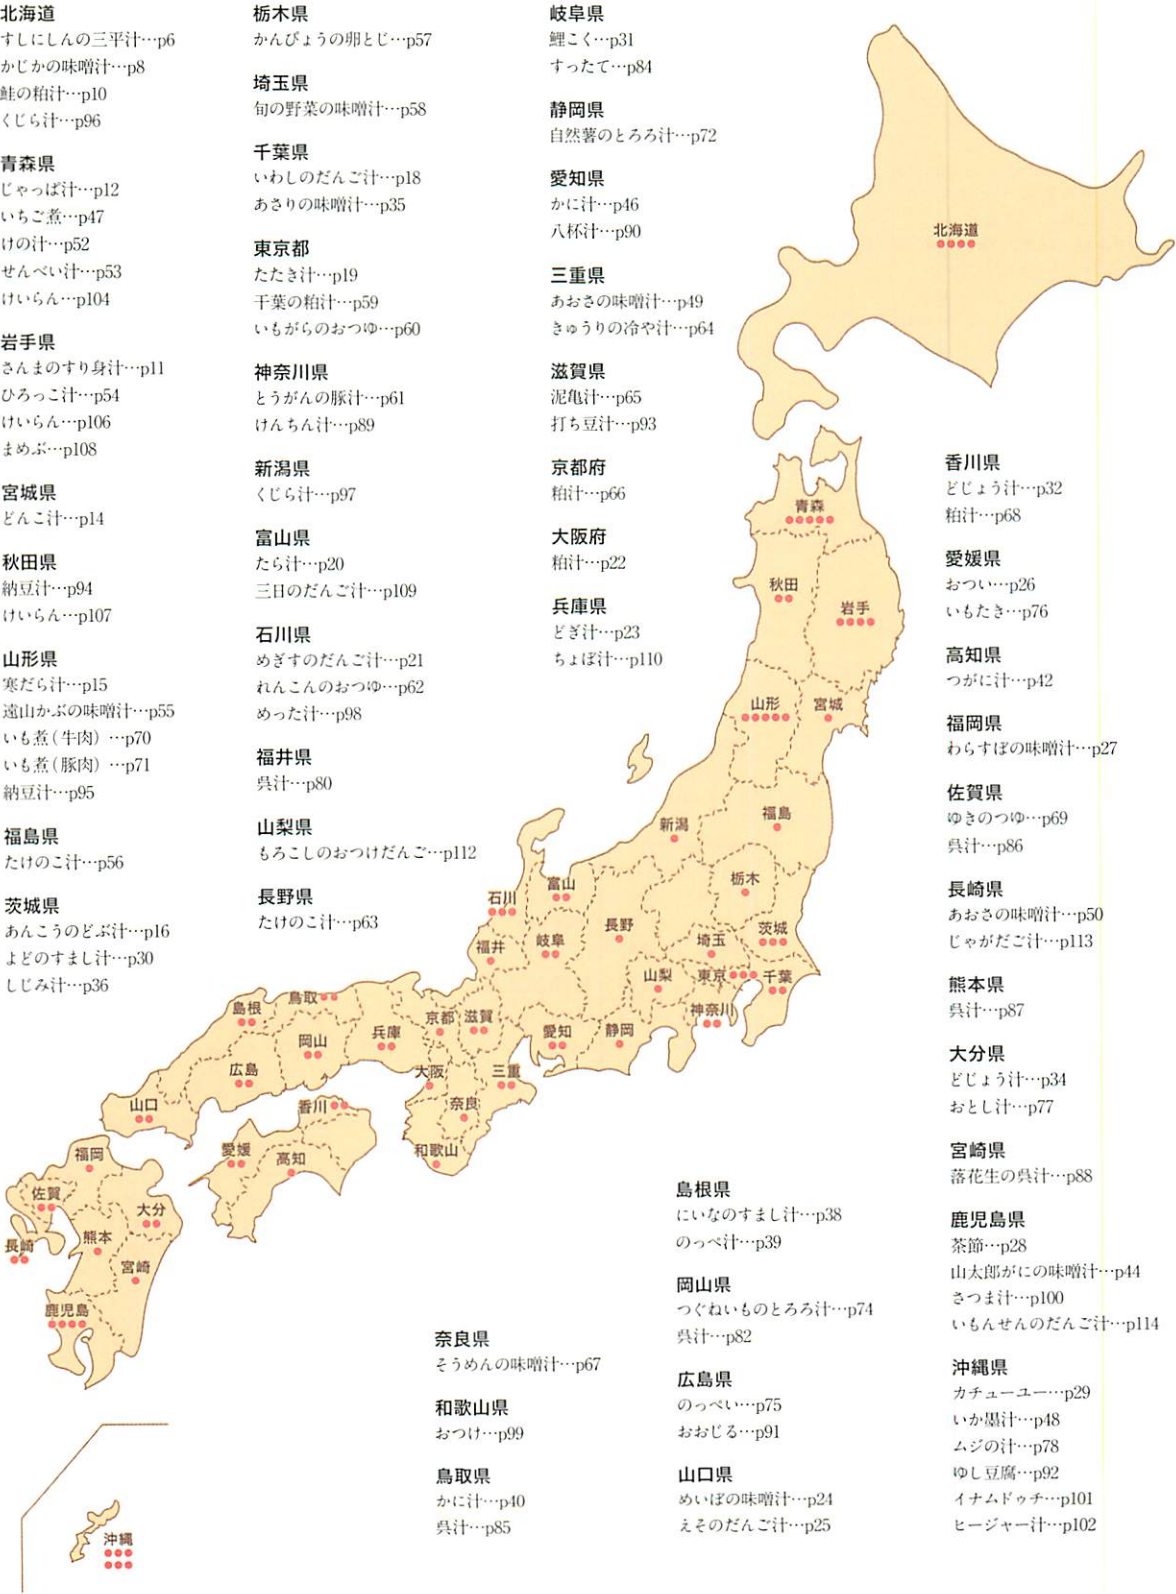 北海道
すしにしんの三平汁…p6
かじかの味噌汁…p8
鮭の粕汁…p10
くじら汁…p96
青森県
じゃっぱ汁…p12
いちご煮…p47
けの汁…p52
せんべい汁…p53
けいらん…p104
岩手県
さんまのすり身汁…p11
ひろっこ汁…p54
けいらん…p106
まめぶ…p108
宮城県
どんこ汁…p14
秋田県
納豆汁…p94
けいらん…p107
山形県
寒だら汁…p15
遠山かぶの味噌汁…p55
いも煮(牛肉)…p70
いも煮(豚肉)…p71
納豆汁…p95
福島県
たけのこ汁…p56
茨城県
あんこうのどぶ汁…p16
よどのすまし汁…p30
しじみ汁…p36
栃木県
かんぴょうの卵とじ…p57
埼玉県
旬の野菜の味噌汁…p58
千葉県
いわしのだんご汁…p18
あさりの味噌汁…p35
東京都
たたき汁…p19
干葉の粕汁…p59
いもがらのおつゆ…p60
神奈川県
とうがんの豚汁…p61
けんちん汁…p89
新潟県
くじら汁…p97
富山県
たら汁…p20
三日のだんご汁…p109
石川県
めぎすのだんご汁…p21
れんこんのおつゆ…p62
めった汁…p98
福井県
呉汁…p80
山梨県
もろこしのおつけだんご…p112
長野県
たけのこ汁…p63
岐阜県
鯉こく…p31
すったて…p84
静岡県
自然薯のとろろ汁…p72
愛知県
かに汁…p46
八杯汁…p90
三重県
あおさの味噌汁…p49
きゅうりの冷や汁…p64
滋賀県
泥亀汁…p65
打ち豆汁…p93
京都府
粕汁…p66
大阪府
粕汁…p22
兵庫県
どぎ汁…p23
ちょぼ汁…p110
奈良県
そうめんの味噌汁…p67
和歌山県
おつけ…p99
鳥取県
かに汁…p40
呉汁…p85
島根県
にいなのすまし汁…p38
のっぺ汁…p39
岡山県
つぐねいものとろろ汁…p74
呉汁…p82
広島県
のっぺい…p75
おおじる…p91
山口県
めいぼの味噌汁…p24
えそのだんご汁…p25
香川県
どじょう汁…p32
粕汁…p68
愛媛県
おつい…p26
いもたき…p76
高知県
つがに汁…p42
福岡県
わらすぼの味噌汁…p27
佐賀県
ゆきのつゆ…p69
呉汁…p86
長崎県
あおさの味噌汁…p50
じゃがだご汁…p113
熊本県
呉汁…p87
大分県
どじょう汁…p34
おとし汁…p77
宮崎県
落花生の呉汁…p88
鹿児島県
茶節…p28
山太郎がにの味噌汁…p44
さつま汁…p100
いもんせんのだんご汁…p114
沖縄県
カチューユー…p29
いか墨汁…p48
ムジの汁…p78
ゆし豆腐…p92
イナムドゥチ…p101
ヒージャー汁…p102
北海道
青森
秋田
岩手
山形
宮城
新潟
福島
栃木
富山
石川
長野
茨城
岐阜
埼玉
福井
山梨
東京
千葉
鳥取
島根
神奈川
京都
滋賀
兵庫
岡山
愛知
静岡
広島
大阪
三重
奈良
山口
香川
和歌山
愛媛
高知
福岡
佐賀
大分
長崎
熊本
宮崎
鹿児島
沖縄